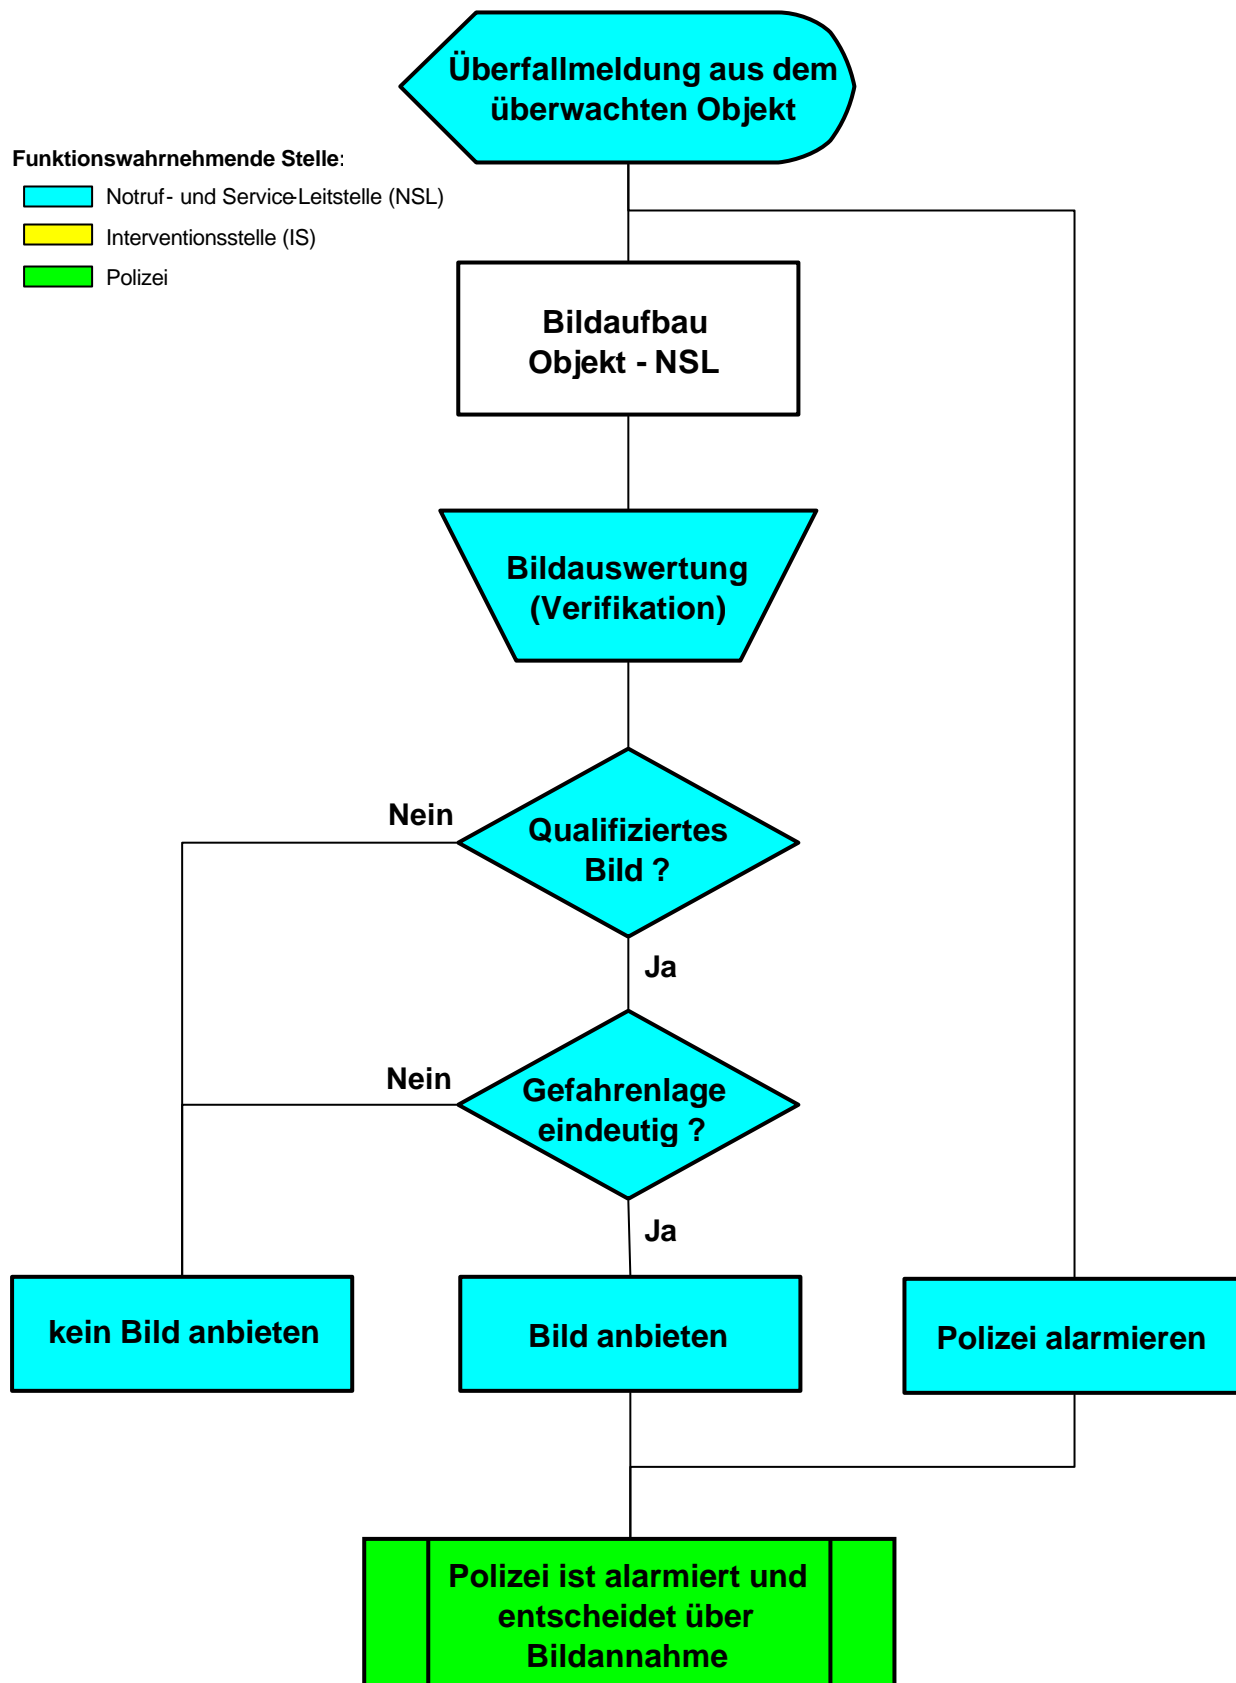 Überfallmeldung aus dem
überwachten Objekt
Funktionswahrnehmende Stelle:
Notruf- und Service-Leitstelle (NSL)
Interventionsstelle (IS)
Polizei
Bildaufbau
Objekt - NSL
Bildauswertung
(Verifikation)
Nein
Qualifiziertes
Bild ?
Ja
Nein
Gefahrenlage
eindeutig ?
Ja
kein Bild anbieten
Bild anbieten
Polizei alarmieren
Polizei ist alarmiert und
entscheidet über
Bildannahme